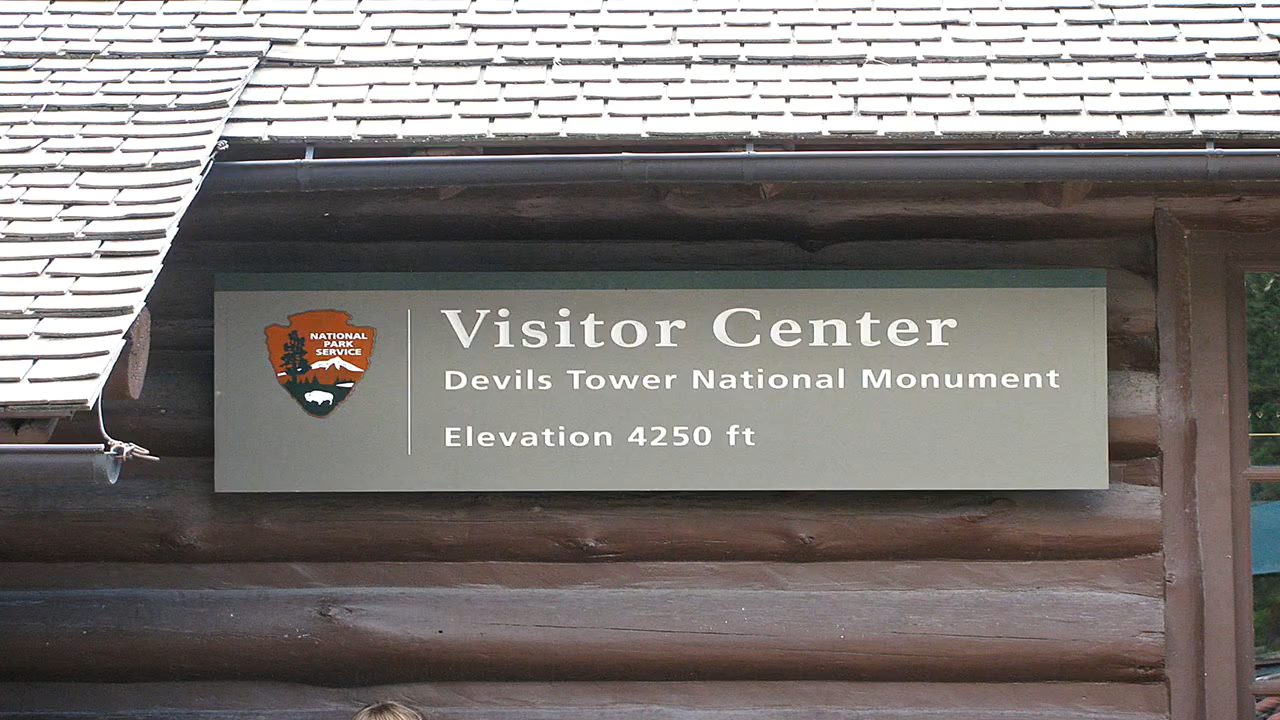 NATIONAL
PARK
SERVICE
Visitor Center
Devils Tower National Monument
Elevation 4250 ft